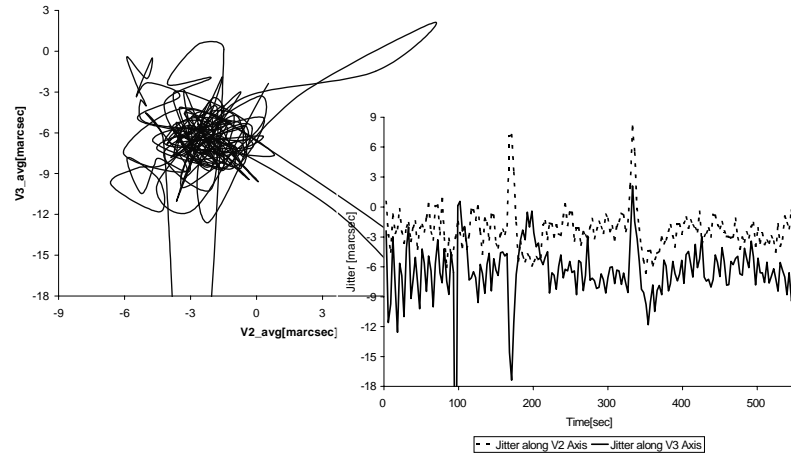 3
0
-3
-6
-9
-12
-15
-18
V3_avg[marcsec]
-9 -6 -3 0 3
V2_avg[marcsec]
9
6
3
0
-3
-6
-9
-12
-15
-18
Jitter [marcsec]
0 100 200 300 400 500
Time[sec]
Jitter along V2 Axis Jitter along V3 Axis